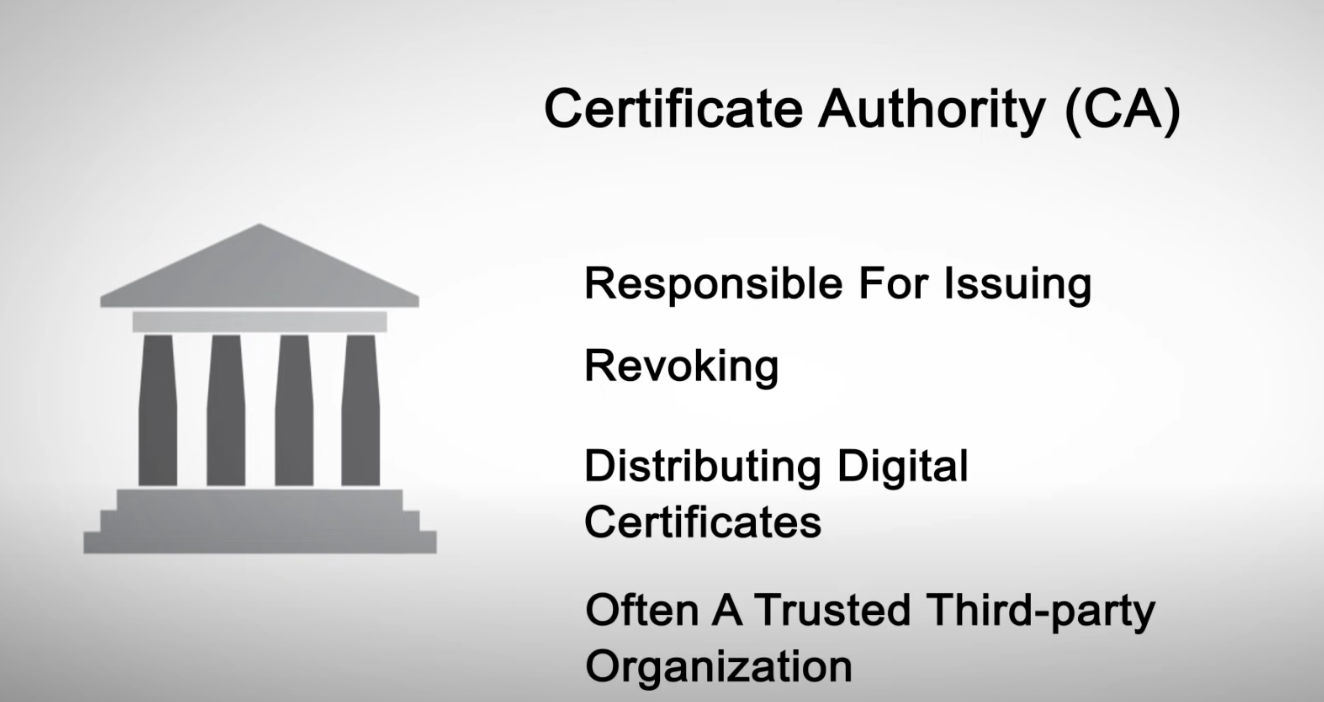 Certificate Authority (CA)
Responsible For Issuing
Revoking
Distributing Digital
Certificates
Often A Trusted Third-party
Organization